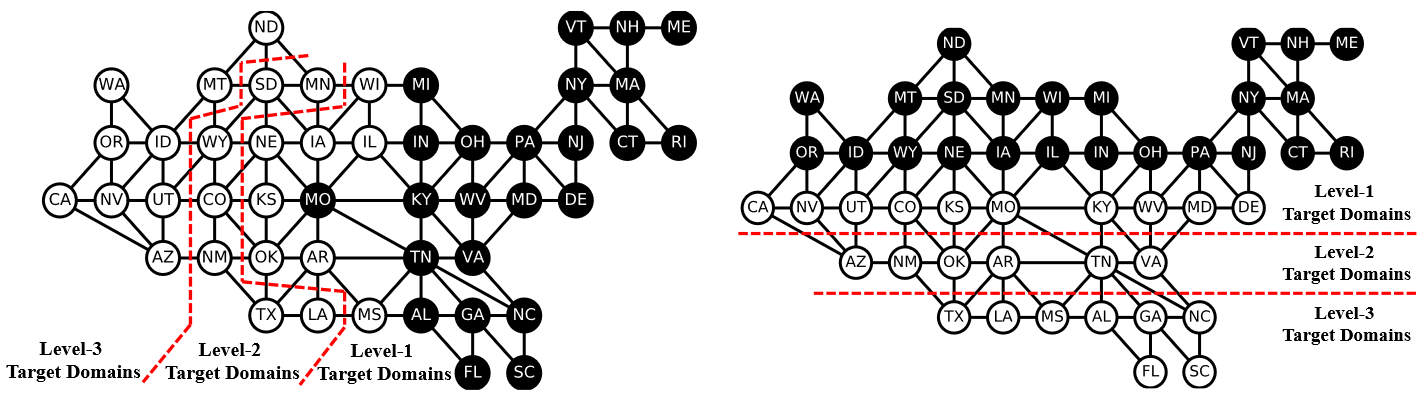 ND VT NH ME
WA MT SD MN WI MI NY MA
OR ID WY NE IA IL IN OH PA NJ CT RI
CA NV UT CO KS MO KY WV MD DE
AZ NM OK AR TN VA
TX LA MS AL GA NC
FL SC
Level-3
Target Domains
Level-2
Target Domains
Level-1
Target Domains
ND VT NH ME
WA MT SD MN WI MI NY MA
OR ID WY NE IA IL IN OH PA NJ CT RI
CA NV UT CO KS MO KY WV MD DE
Level-1
Target Domains
AZ NM OK AR TN VA
Level-2
Target Domains
TX LA MS AL GA NC
Level-3
Target Domains
FL SC